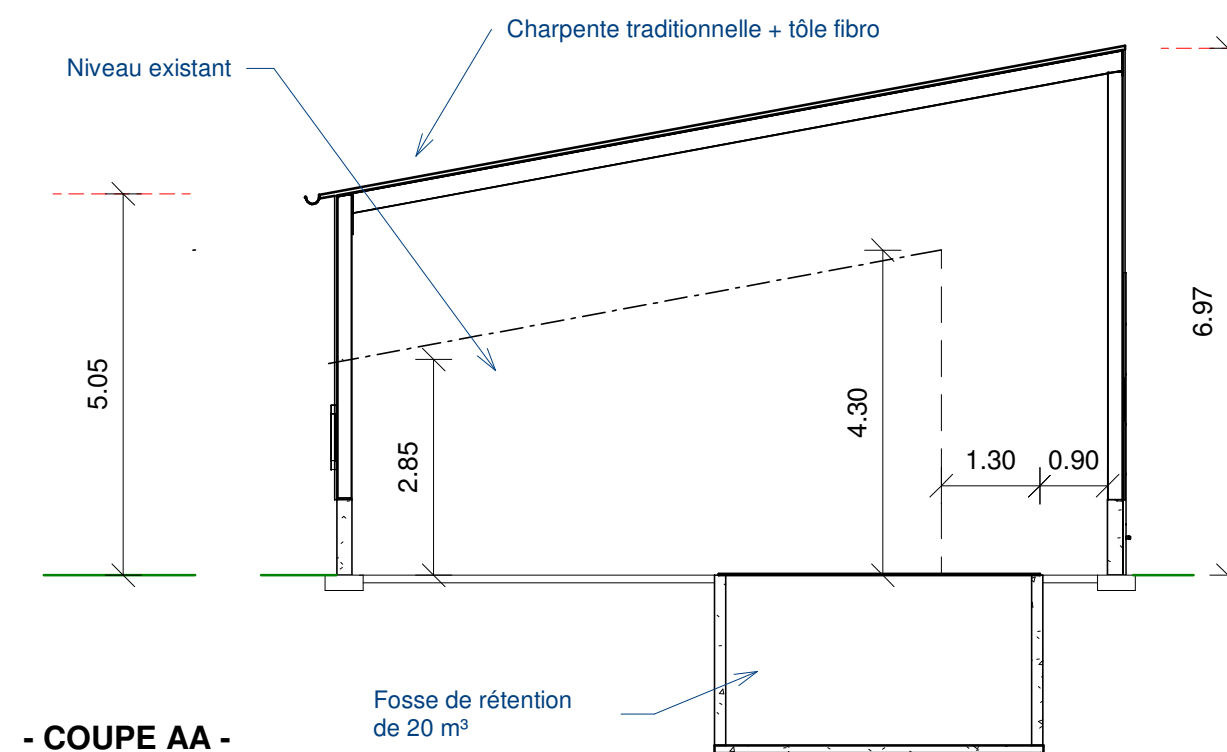 Charpente traditionnelle + tôle fibro
Niveau existant
5.05
2.85
4.30
1.30
0.90
6.97
Fosse de rétention
de 20 m³
- COUPE AA -